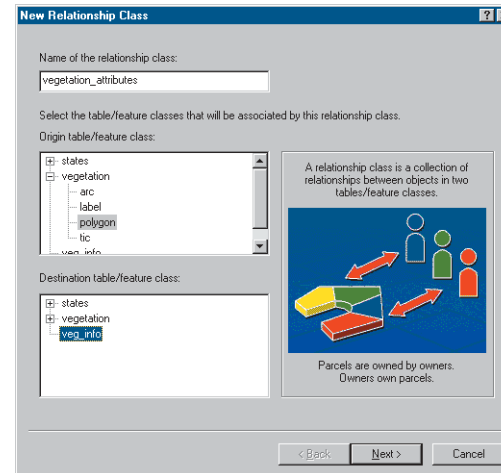 New Relationship Class
?
Name of the relationship class:
vegetation_attributes
Select the table/feature classes that will be associated by this relationship class.
Origin table/feature class:
states
vegetation
arc
label
polygon
tic
veg_info
Destination table/feature class:
states
vegetation
veg_info
A relationship class is a collection of
relationships between objects in two
tables/feature classes.
Parcels are owned by owners.
Owners own parcels.
< Back
Next >
Cancel